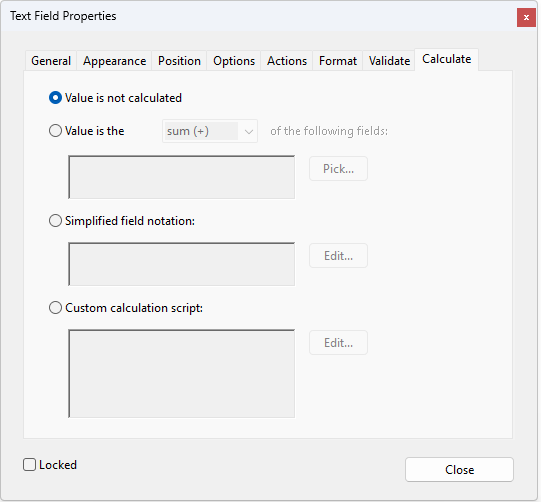 Text Field Properties
x
General Appearance Position Options Actions Format Validate Calculate
Value is not calculated
Value is the sum (+) of the following fields:
Pick...
Simplified field notation:
Edit...
Custom calculation script:
Edit...
Locked
Close